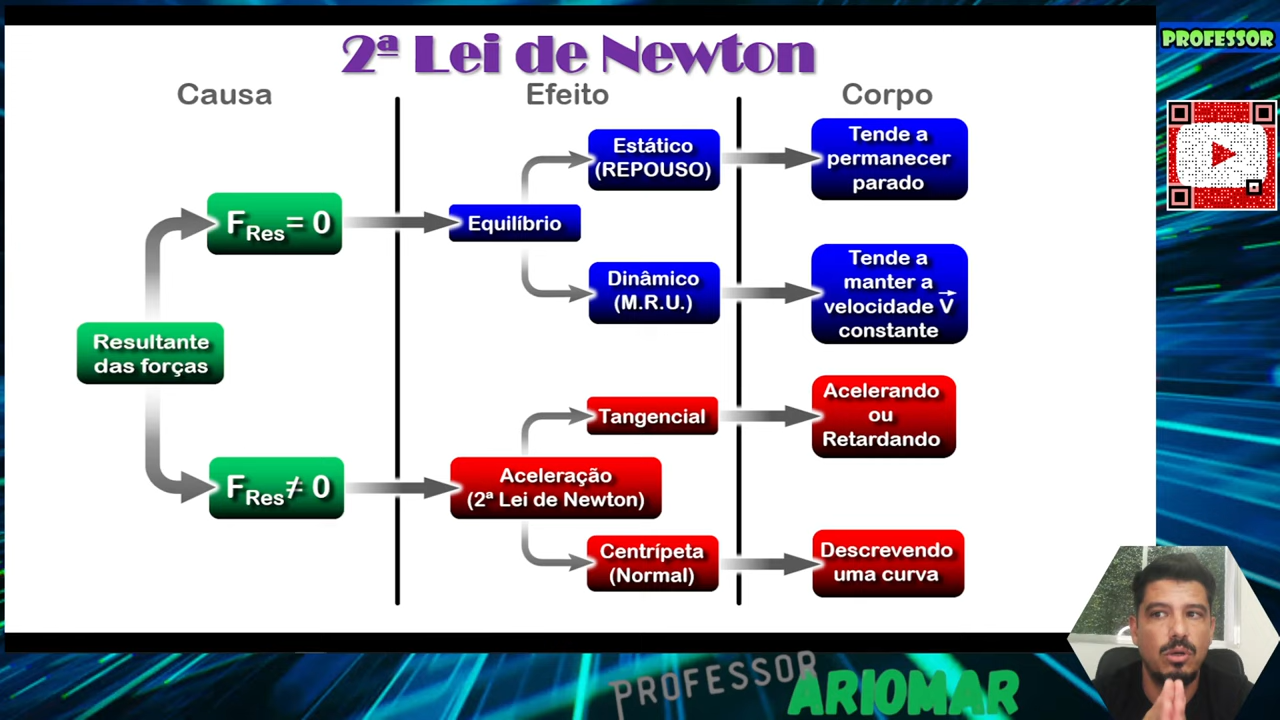 2ª Lei de Newton
Causa
Efeito
Corpo
Resultante
das forças
FRes = 0
Equilíbrio
Estático
(REPOUSO)
Tende a
permanecer
parado
Dinâmico
(M.R.U.)
Tende a
manter a
velocidade V⃗
constante
FRes ≠ 0
Aceleração
(2ª Lei de Newton)
Tangencial
Acelerando
ou
Retardando
Centrípeta
(Normal)
Descrevendo
uma curva
PROFESSOR
PROFESSOR
ARIOMAR